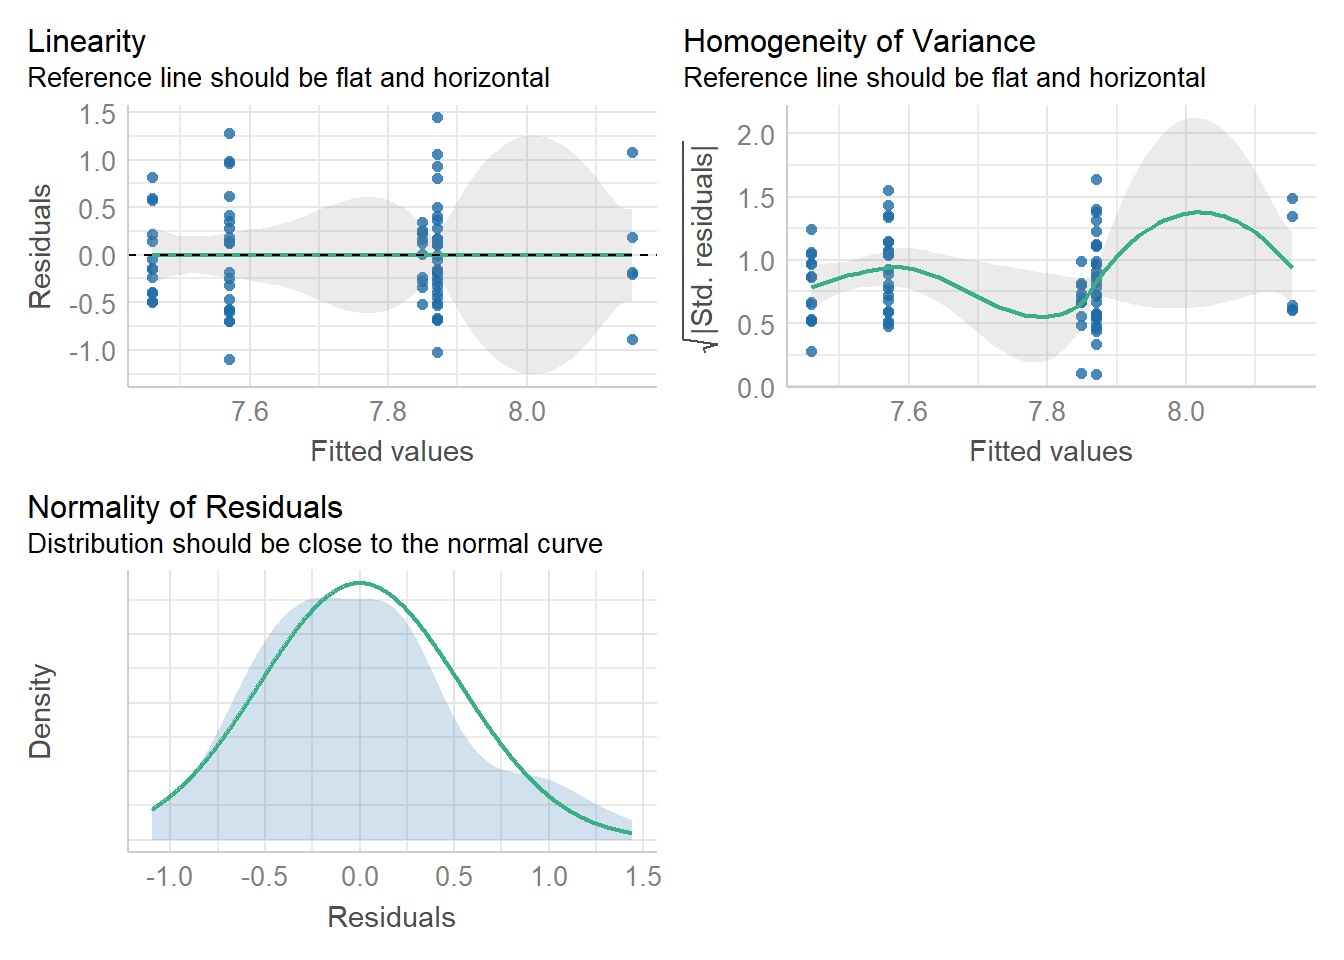 Linearity
Reference line should be flat and horizontal
1.5
1.0
0.5
0.0
-0.5
-1.0
Residuals
7.6 7.8 8.0
Fitted values
Homogeneity of Variance
Reference line should be flat and horizontal
2.0
1.5
1.0
0.5
0.0
√|Std. residuals|
7.6 7.8 8.0
Fitted values
Normality of Residuals
Distribution should be close to the normal curve
Density
-1.0 -0.5 0.0 0.5 1.0 1.5
Residuals